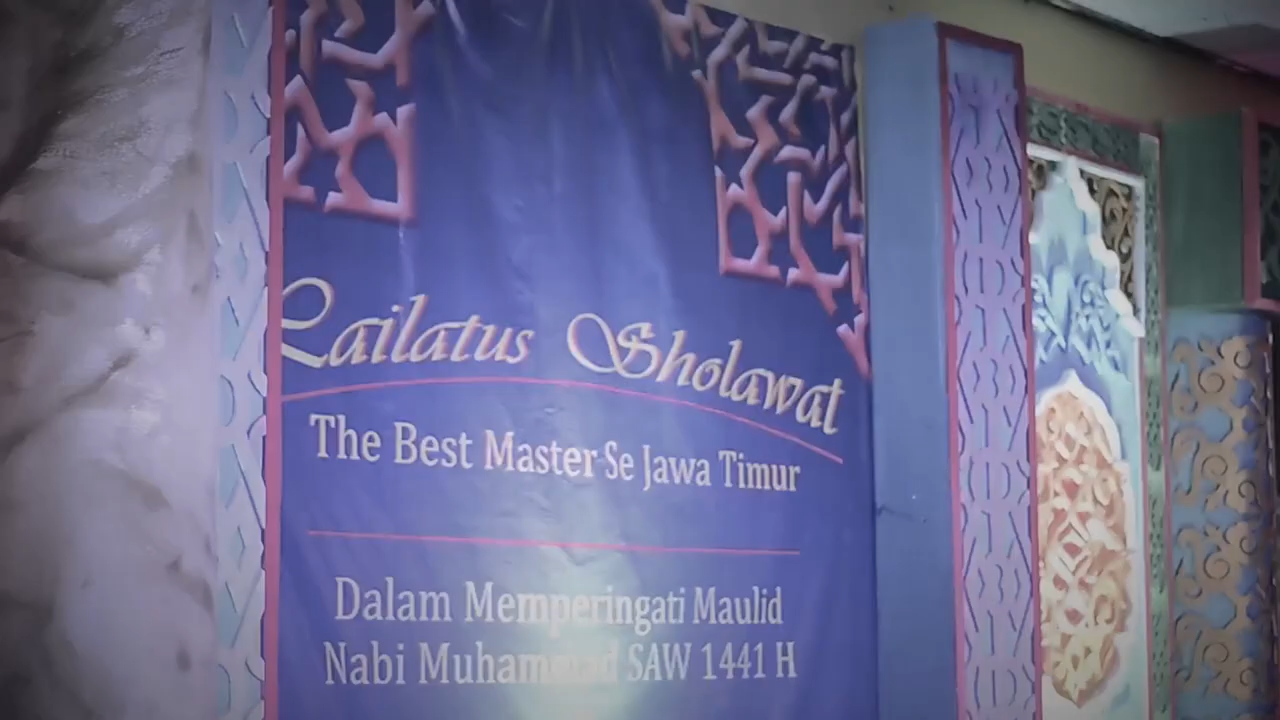 Lailatus Sholawat
The Best Master Se Jawa Timur
Dalam Memperingati Maulid
Nabi Muhammad SAW 1441 H